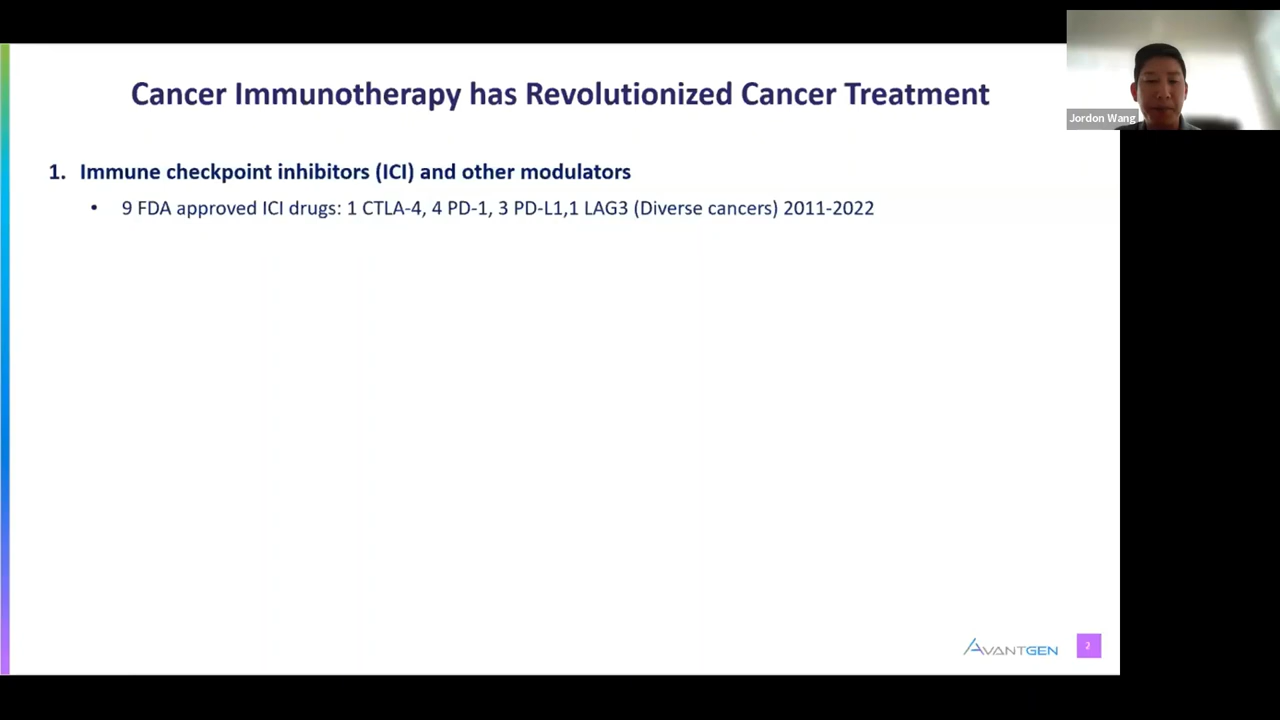 Cancer Immunotherapy has Revolutionized Cancer Treatment
Jordon Wang
1. Immune checkpoint inhibitors (ICI) and other modulators
• 9 FDA approved ICI drugs: 1 CTLA-4, 4 PD-1, 3 PD-L1,1 LAG3 (Diverse cancers) 2011-2022
AVANTGEN
2